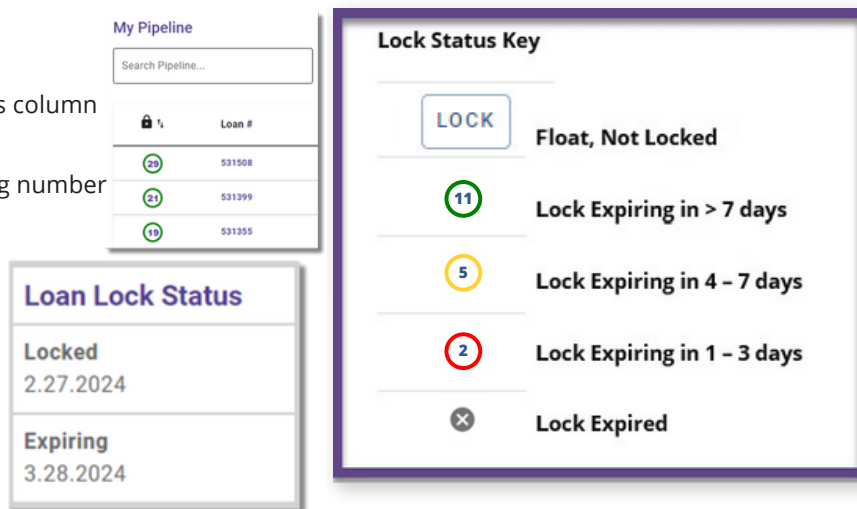 s column
g number
My Pipeline
Search Pipeline...
Loan #
29 531508
21 531399
19 531355
Loan Lock Status
Locked
2.27.2024
Expiring
3.28.2024
Lock Status Key
LOCK Float, Not Locked
11 Lock Expiring in > 7 days
5 Lock Expiring in 4 – 7 days
2 Lock Expiring in 1 – 3 days
Lock Expired